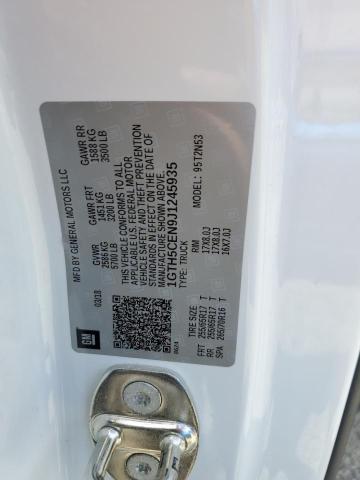 MFD BY GENERAL MOTORS LLC
03/18
GVWR
2586 KG
5700 LB
GAWR FRT
1451 KG
3200 LB
GAWR RR
1588 KG
3500 LB
THIS VEHICLE CONFORMS TO ALL APPLICABLE U.S. FEDERAL MOTOR VEHICLE SAFETY AND THEFT PREVENTION STANDARDS IN EFFECT ON THE DATE OF MANUFACTURE SHOWN ABOVE.
1GTH5CEN9J1245935
TYPE: TRUCK
MODEL: 95T2N53
GM
TIRE SIZE RIM
FRT 255/65R17 T 17X8.0J
RR 255/65R17 T 17X8.0J
SPA 265/70R16 T 16X7.0J